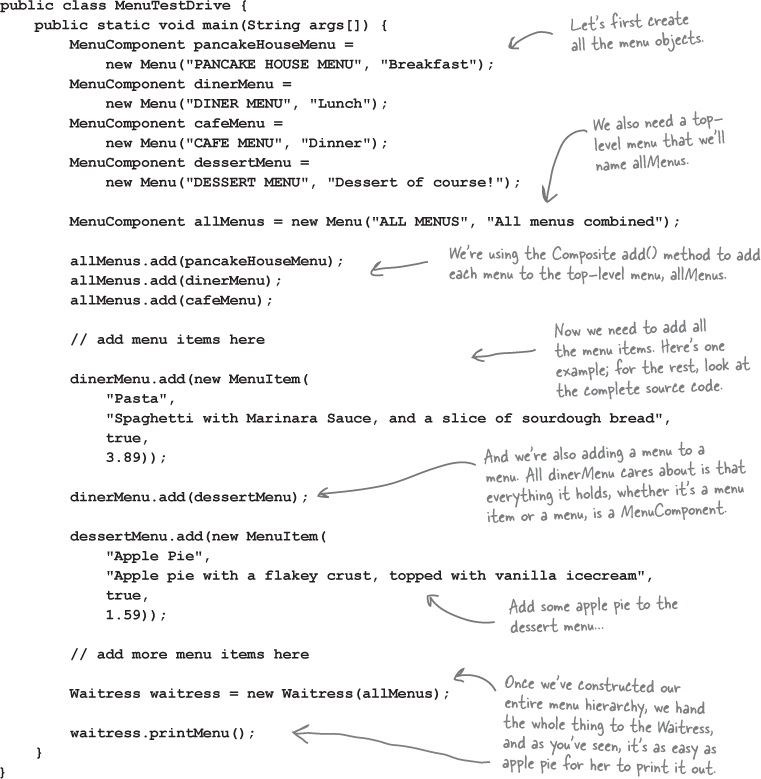 public class MenuTestDrive {
public static void main(String args[]) {
MenuComponent pancakeHouseMenu =
new Menu("PANCAKE HOUSE MENU", "Breakfast");
MenuComponent dinerMenu =
new Menu("DINER MENU", "Lunch");
MenuComponent cafeMenu =
new Menu("CAFE MENU", "Dinner");
MenuComponent dessertMenu =
new Menu("DESSERT MENU", "Dessert of course!");
Let's first create
all the menu objects.
We also need a top-
level menu that we'll
name allMenus.
MenuComponent allMenus = new Menu("ALL MENUS", "All menus combined");
allMenus.add(pancakeHouseMenu);
allMenus.add(dinerMenu);
allMenus.add(cafeMenu);
We're using the Composite add() method to add
each menu to the top-level menu, allMenus.
// add menu items here
Now we need to add all
the menu items. Here's one
example; for the rest, look at
the complete source code.
dinerMenu.add(new MenuItem(
"Pasta",
"Spaghetti with Marinara Sauce, and a slice of sourdough bread",
true,
3.89));
dinerMenu.add(dessertMenu);
And we're also adding a menu to a
menu. All dinerMenu cares about is that
everything it holds, whether it's a menu
item or a menu, is a MenuComponent.
dessertMenu.add(new MenuItem(
"Apple Pie",
"Apple pie with a flakey crust, topped with vanilla icecream",
true,
1.59));
Add some apple pie to the
dessert menu...
// add more menu items here
Waitress waitress = new Waitress(allMenus);
waitress.printMenu();
Once we've constructed our
entire menu hierarchy, we hand
the whole thing to the Waitress,
and as you've seen, it's as easy as
apple pie for her to print it out.
}
}